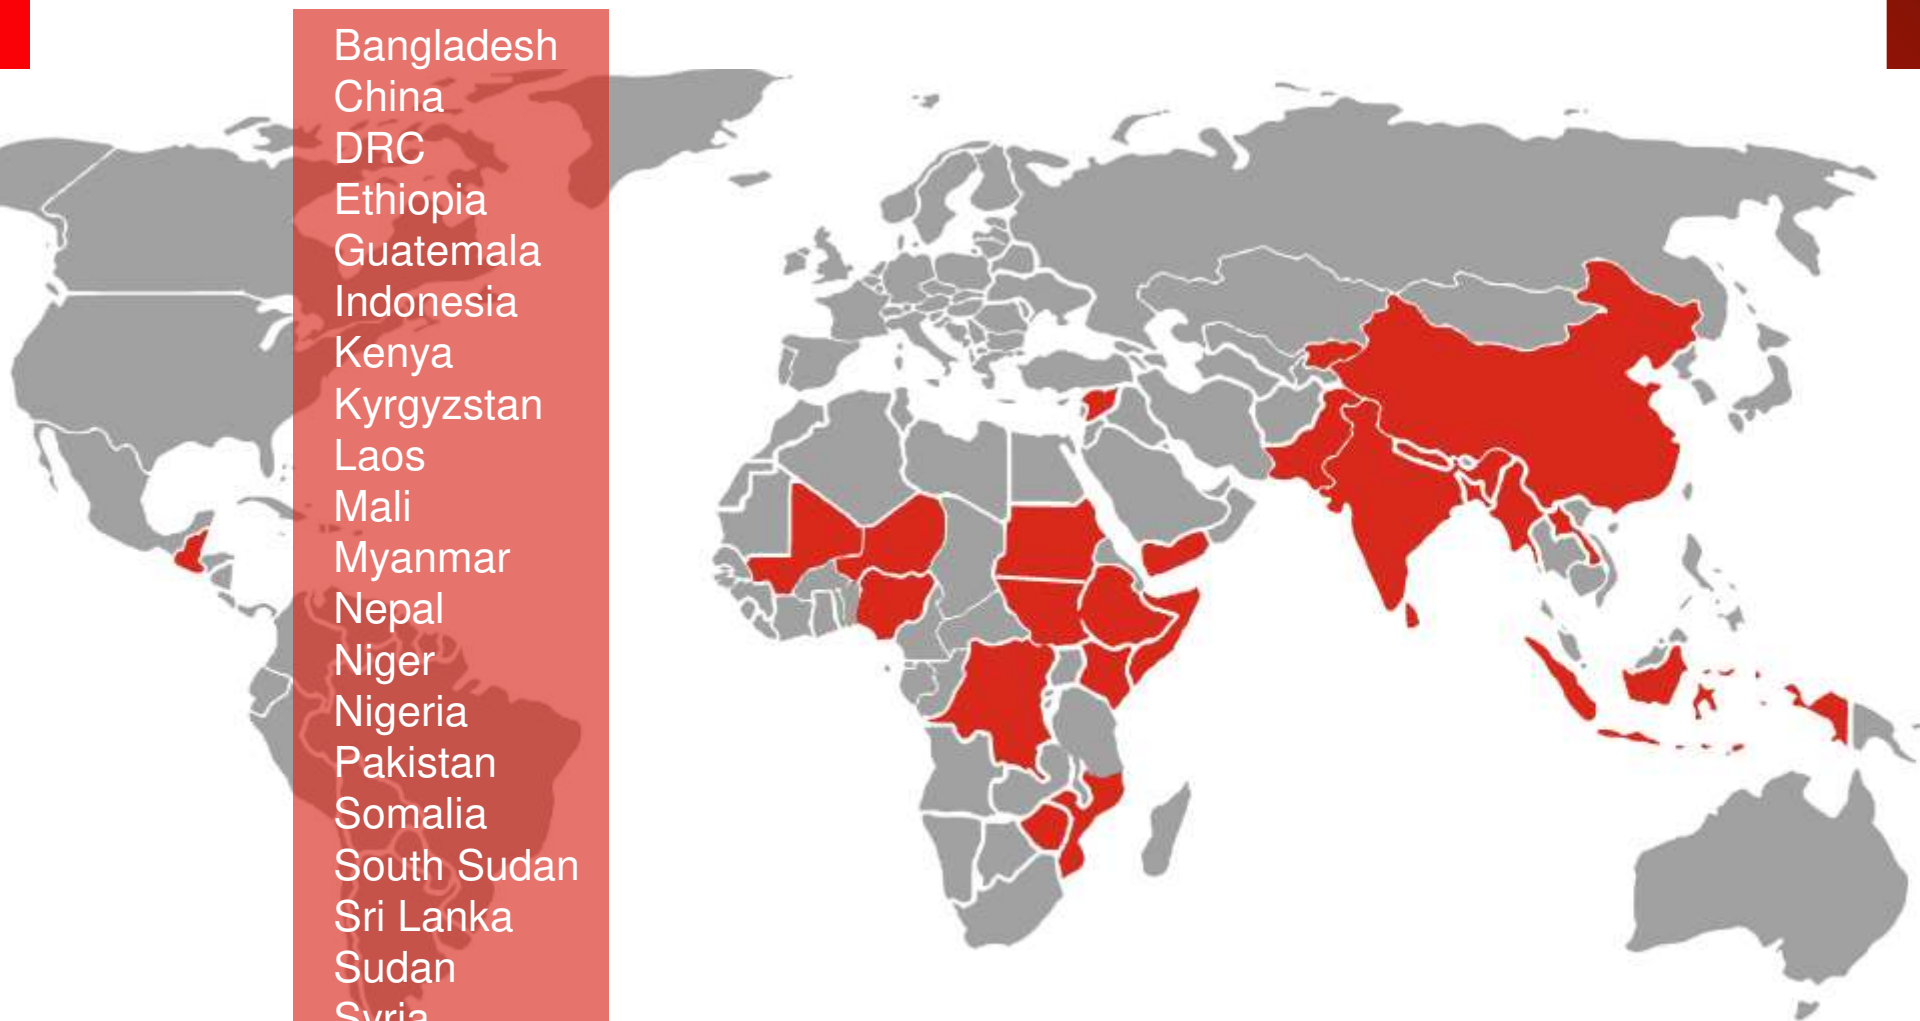 Bangladesh
China
DRC
Ethiopia
Guatemala
Indonesia
Kenya
Kyrgyzstan
Laos
Mali
Myanmar
Nepal
Niger
Nigeria
Pakistan
Somalia
South Sudan
Sri Lanka
Sudan
Syria